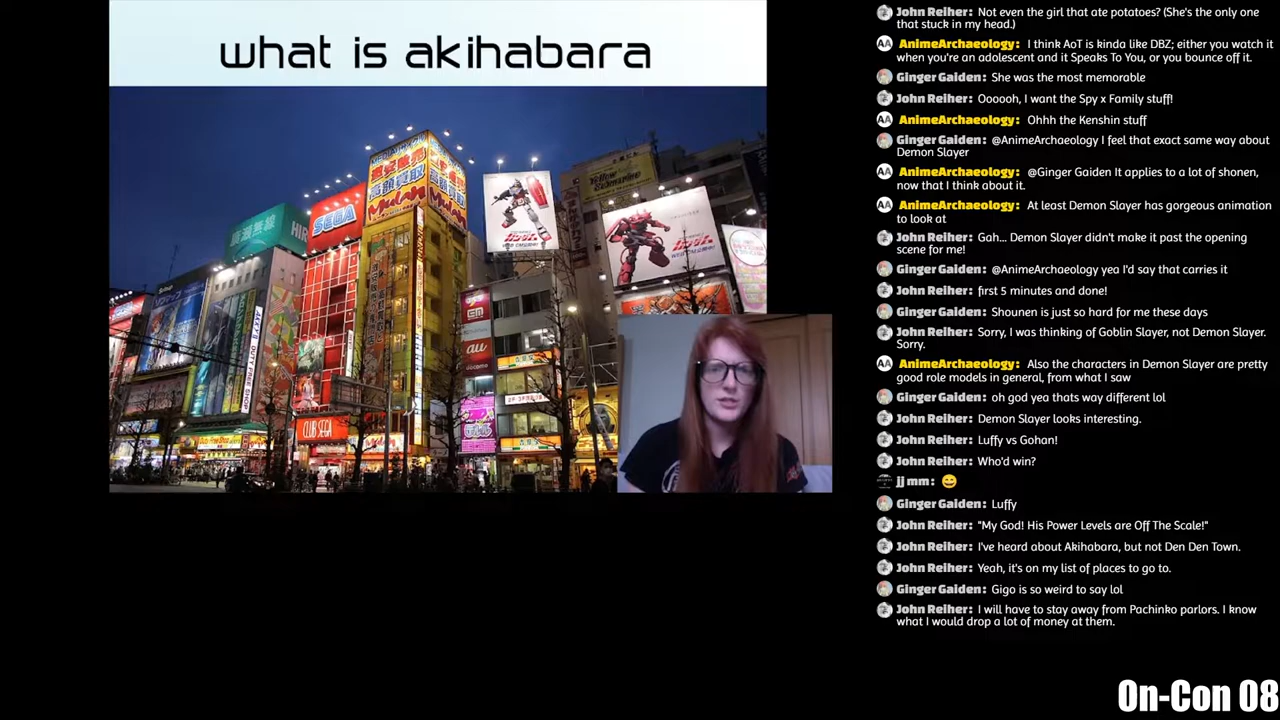 what is akihabara
SEGA
CLUB SEGA
au
docomo
John Reiher: Not even the girl that ate potatoes? (She's the only one
that stuck in my head.)
AnimeArchaeology: I think AoT is kinda like DBZ; either you watch it
when you're an adolescent and it Speaks To You, or you bounce off it.
Ginger Gaiden: She was the most memorable
John Reiher: Oooooh, I want the Spy x Family stuff!
AnimeArchaeology: Ohhh the Kenshin stuff
Ginger Gaiden: @AnimeArchaeology I feel that exact same way about
Demon Slayer
AnimeArchaeology: @Ginger Gaiden It applies to a lot of shonen,
now that I think about it.
AnimeArchaeology: At least Demon Slayer has gorgeous animation
to look at
John Reiher: Gah... Demon Slayer didn't make it past the opening
scene for me!
Ginger Gaiden: @AnimeArchaeology yea I'd say that carries it
John Reiher: first 5 minutes and done!
Ginger Gaiden: Shounen is just so hard for me these days
John Reiher: Sorry, I was thinking of Goblin Slayer, not Demon Slayer.
Sorry.
AnimeArchaeology: Also the characters in Demon Slayer are pretty
good role models in general, from what I saw
Ginger Gaiden: oh god yea thats way different lol
John Reiher: Demon Slayer looks interesting.
John Reiher: Luffy vs Gohan!
John Reiher: Who'd win?
jj mm: 😄
Ginger Gaiden: Luffy
John Reiher: "My God! His Power Levels are Off The Scale!"
John Reiher: I've heard about Akihabara, but not Den Den Town.
John Reiher: Yeah, it's on my list of places to go to.
Ginger Gaiden: Gigo is so weird to say lol
John Reiher: I will have to stay away from Pachinko parlors. I know
what I would drop a lot of money at them.
On-Con 08